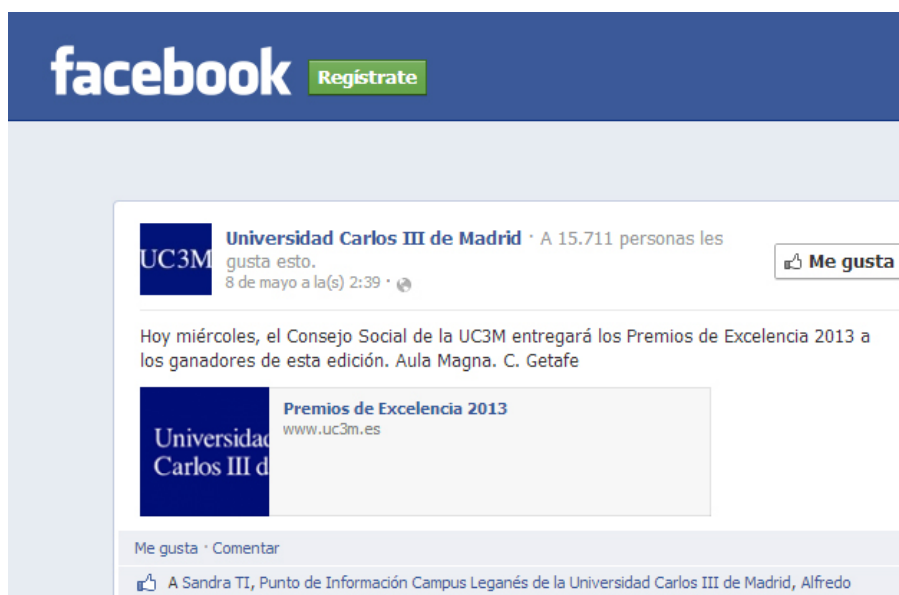 facebook Regístrate
UC3M
Universidad Carlos III de Madrid · A 15.711 personas les
gusta esto.
8 de mayo a la(s) 2:39 ·
Me gusta
Hoy miércoles, el Consejo Social de la UC3M entregará los Premios de Excelencia 2013 a
los ganadores de esta edición. Aula Magna. C. Getafe
Universidad
Carlos III d
Premios de Excelencia 2013
www.uc3m.es
Me gusta · Comentar
A Sandra TI, Punto de Información Campus Leganés de la Universidad Carlos III de Madrid, Alfredo